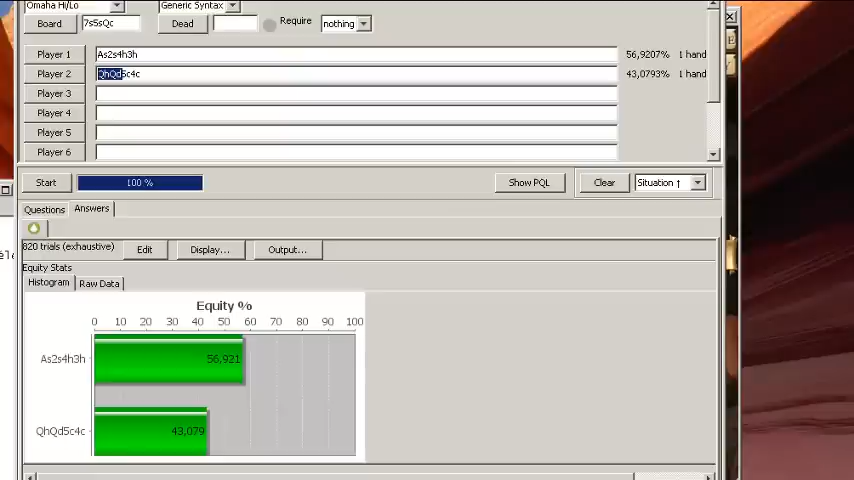 Omaha Hi/Lo Generic Syntax
Board 7s5sQc Dead Require nothing
Player 1 As2s4h3h 56,9207% 1 hand
Player 2 QhQd5c4c 43,0793% 1 hand
Player 3
Player 4
Player 5
Player 6
Start 100 % Show PQL Clear Situation ↑
Questions Answers
820 trials (exhaustive) Edit Display... Output...
Equity Stats
Histogram Raw Data
Equity %
0 10 20 30 40 50 60 70 80 90 100
As2s4h3h 56,921
QhQd5c4c 43,079